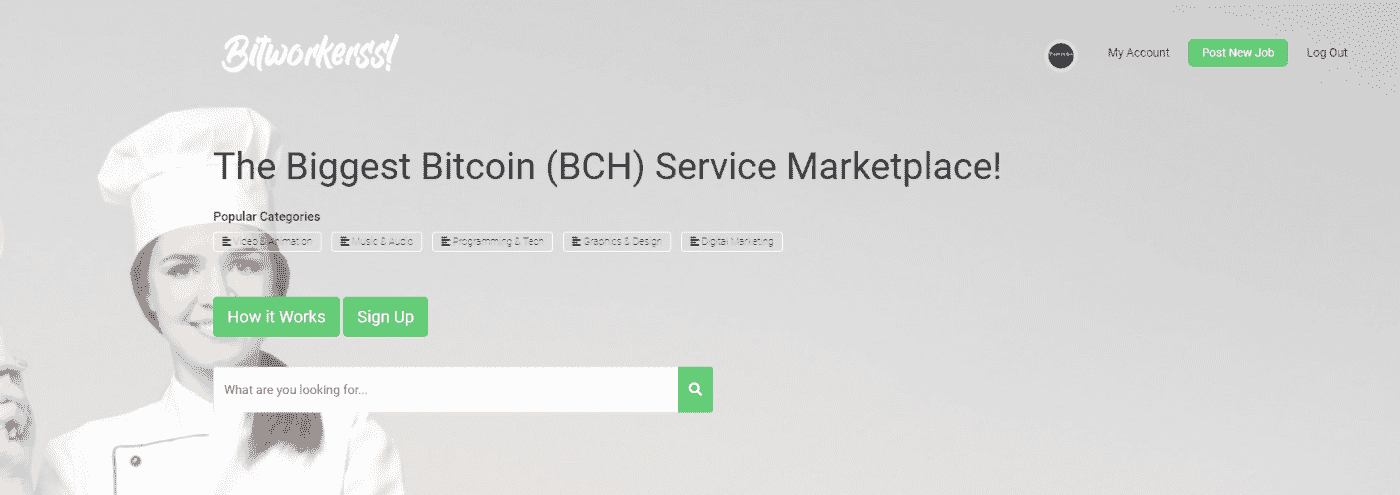 Bitworkerss!
My Account
Post New Job
Log Out
The Biggest Bitcoin (BCH) Service Marketplace!
Popular Categories
Video & Animation
Music & Audio
Programming & Tech
Graphics & Design
Digital Marketing
How it Works
Sign Up
What are you looking for...